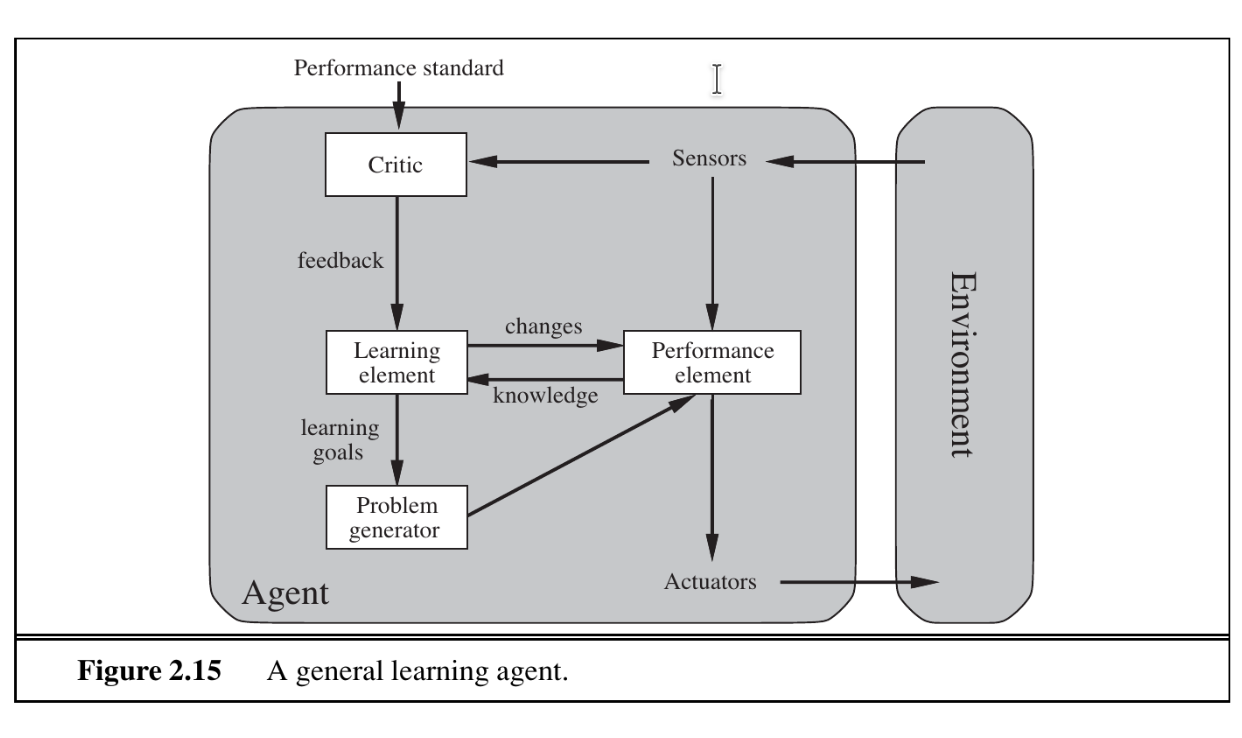 Performance standard
Critic
Sensors
feedback
changes
Learning
element
Performance
element
knowledge
learning
goals
Problem
generator
Agent
Actuators
Environment
Figure 2.15 A general learning agent.